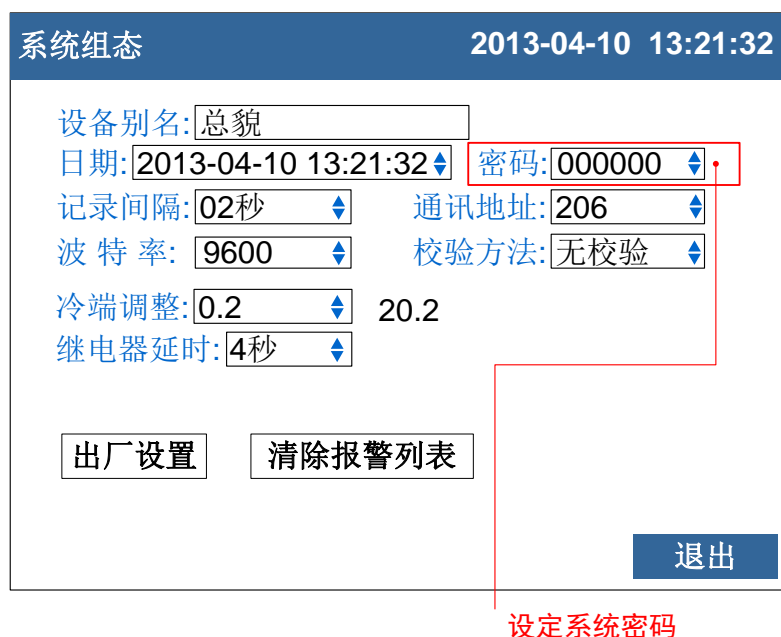 系统组态 2013-04-10 13:21:32
设备别名: 总貌
日期: 2013-04-10 13:21:32 密码: 000000
记录间隔: 02秒 通讯地址: 206
波特率: 9600 校验方法: 无校验
冷端调整: 0.2 20.2
继电器延时: 4秒
出厂设置 清除报警列表
退出
设定系统密码